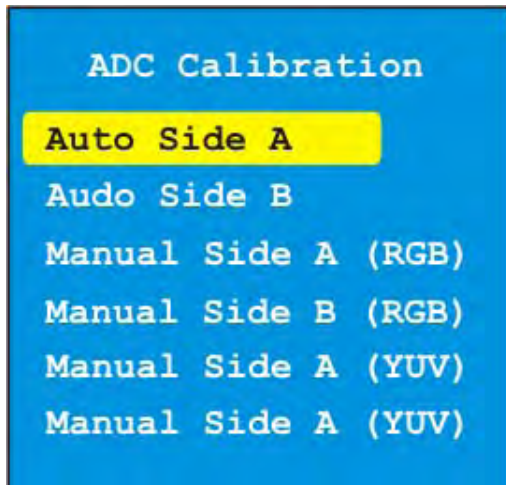 ADC Calibration
Auto Side A
Audo Side B
Manual Side A (RGB)
Manual Side B (RGB)
Manual Side A (YUV)
Manual Side A (YUV)